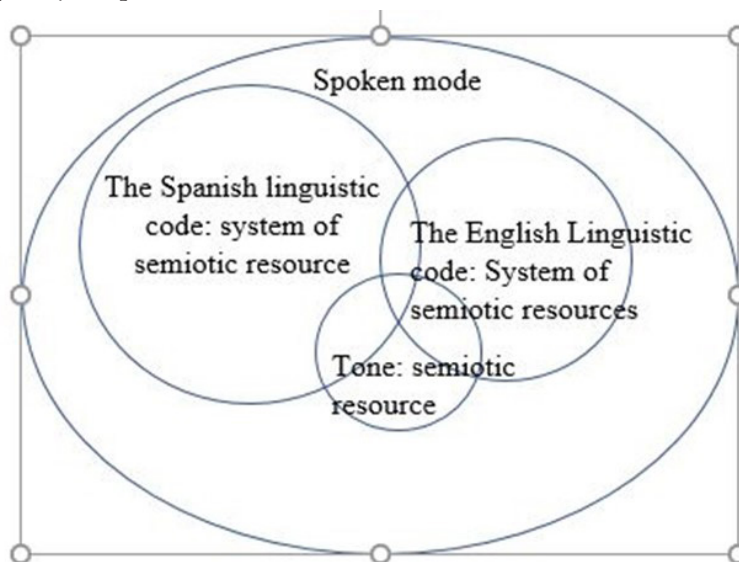 Spoken mode
The Spanish linguistic
code: system of
semiotic resource
The English Linguistic
code: System of
semiotic resources
Tone: semiotic
resource